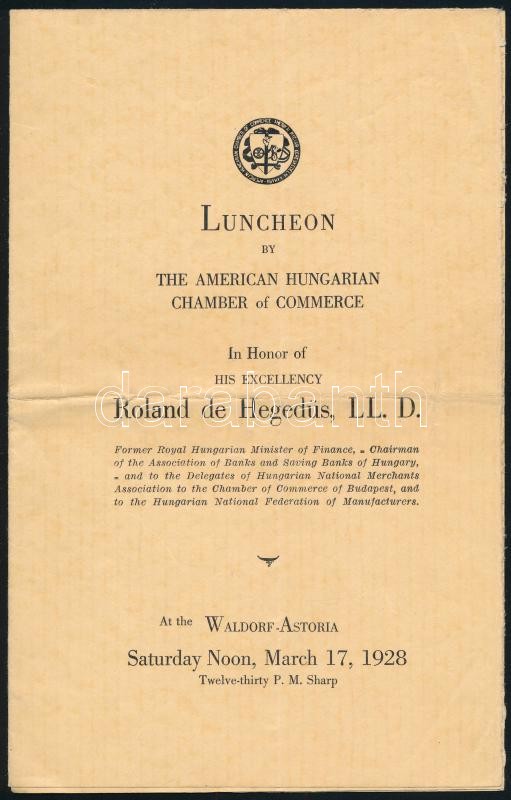 LUNCHEON
BY
THE AMERICAN HUNGARIAN
CHAMBER of COMMERCE
In Honor of
HIS EXCELLENCY
Roland de Hegedüs, LL. D.
darabanth
Former Royal Hungarian Minister of Finance, - Chairman
of the Association of Banks and Saving Banks of Hungary,
- and to the Delegates of Hungarian National Merchants
Association to the Chamber of Commerce of Budapest, and
to the Hungarian National Federation of Manufacturers.
At the WALDORF-ASTORIA
Saturday Noon, March 17, 1928
Twelve-thirty P. M. Sharp